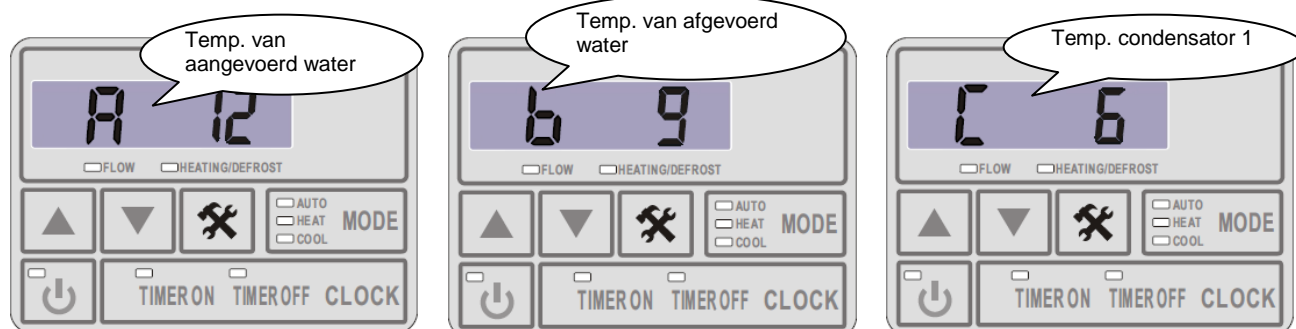 Temp. van
aangevoerd water
A 12
FLOW HEATING/DEFROST
AUTO
HEAT
COOL
MODE
TIMER ON TIMER OFF CLOCK
Temp. van afgevoerd
water
b 9
FLOW HEATING/DEFROST
AUTO
HEAT
COOL
MODE
TIMER ON TIMER OFF CLOCK
Temp. condensator 1
C 6
FLOW HEATING/DEFROST
AUTO
HEAT
COOL
MODE
TIMER ON TIMER OFF CLOCK